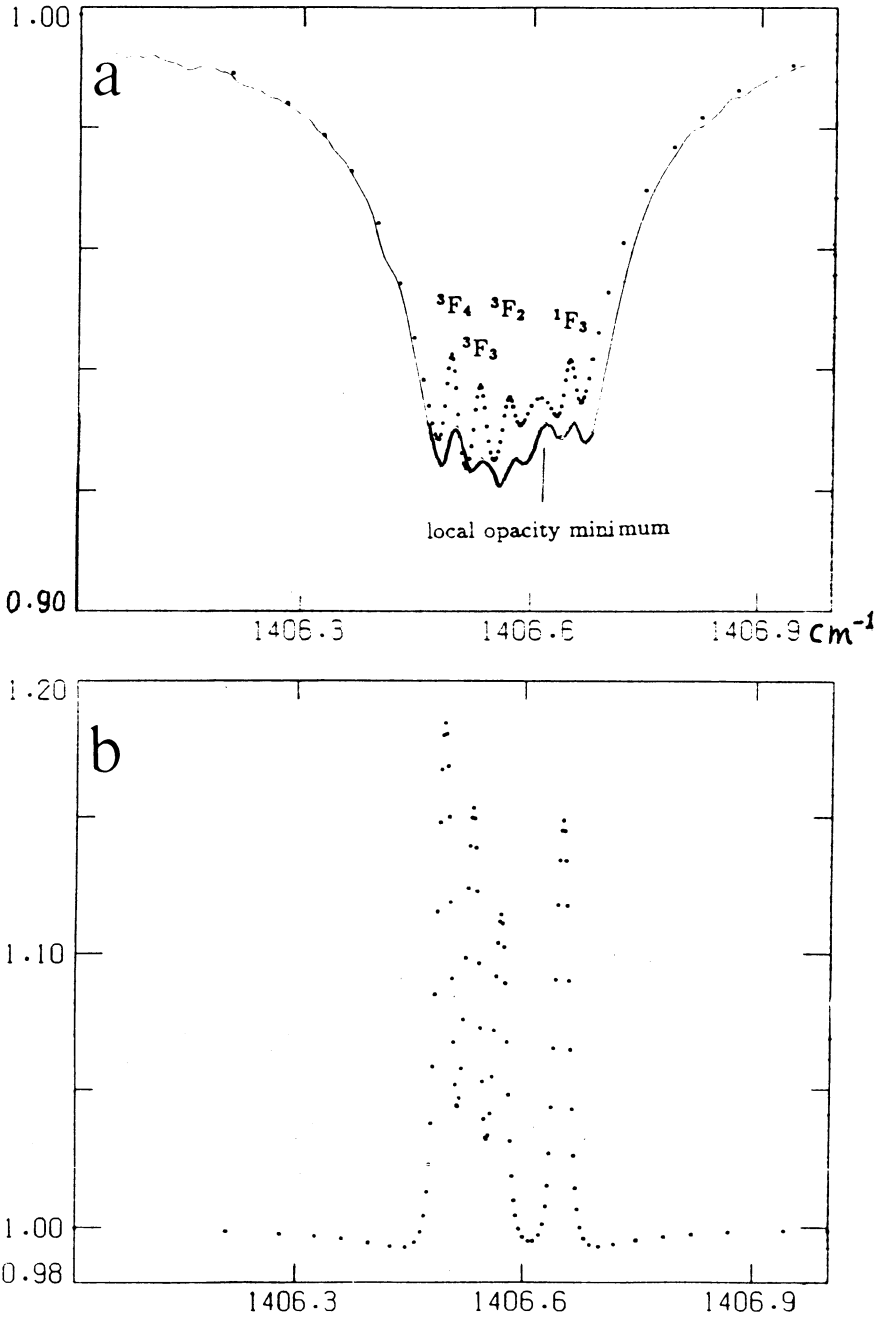 1.00
a
³F₄ ³F₂ ¹F₃
³F₃
local opacity minimum
0.90
1406.3 1406.6 1406.9 cm⁻¹
1.20
b
1.10
1.00
0.98
1406.3 1406.6 1406.9